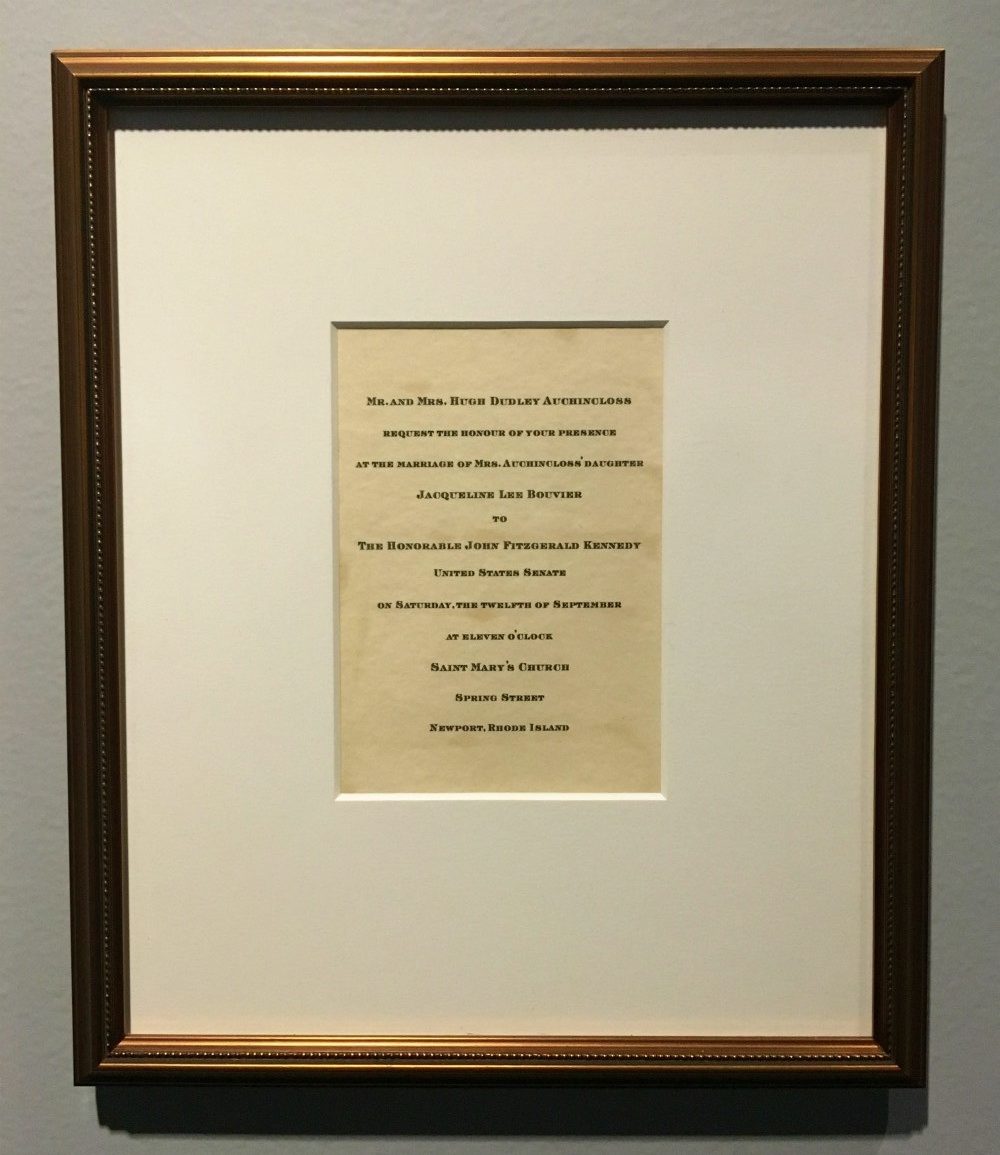 Mr. and Mrs. Hugh Dudley Auchincloss
request the honour of your presence
at the marriage of Mrs. Auchincloss' daughter
Jacqueline Lee Bouvier
to
The Honorable John Fitzgerald Kennedy
United States Senate
on Saturday, the twelfth of September
at eleven o'clock
Saint Mary's Church
Spring Street
Newport, Rhode Island